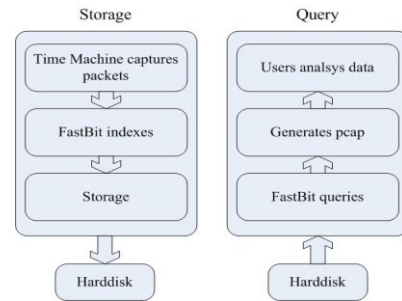 Storage
Time Machine captures
packets
FastBit indexes
Storage
Harddisk
Query
Users analsys data
Generates pcap
FastBit queries
Harddisk